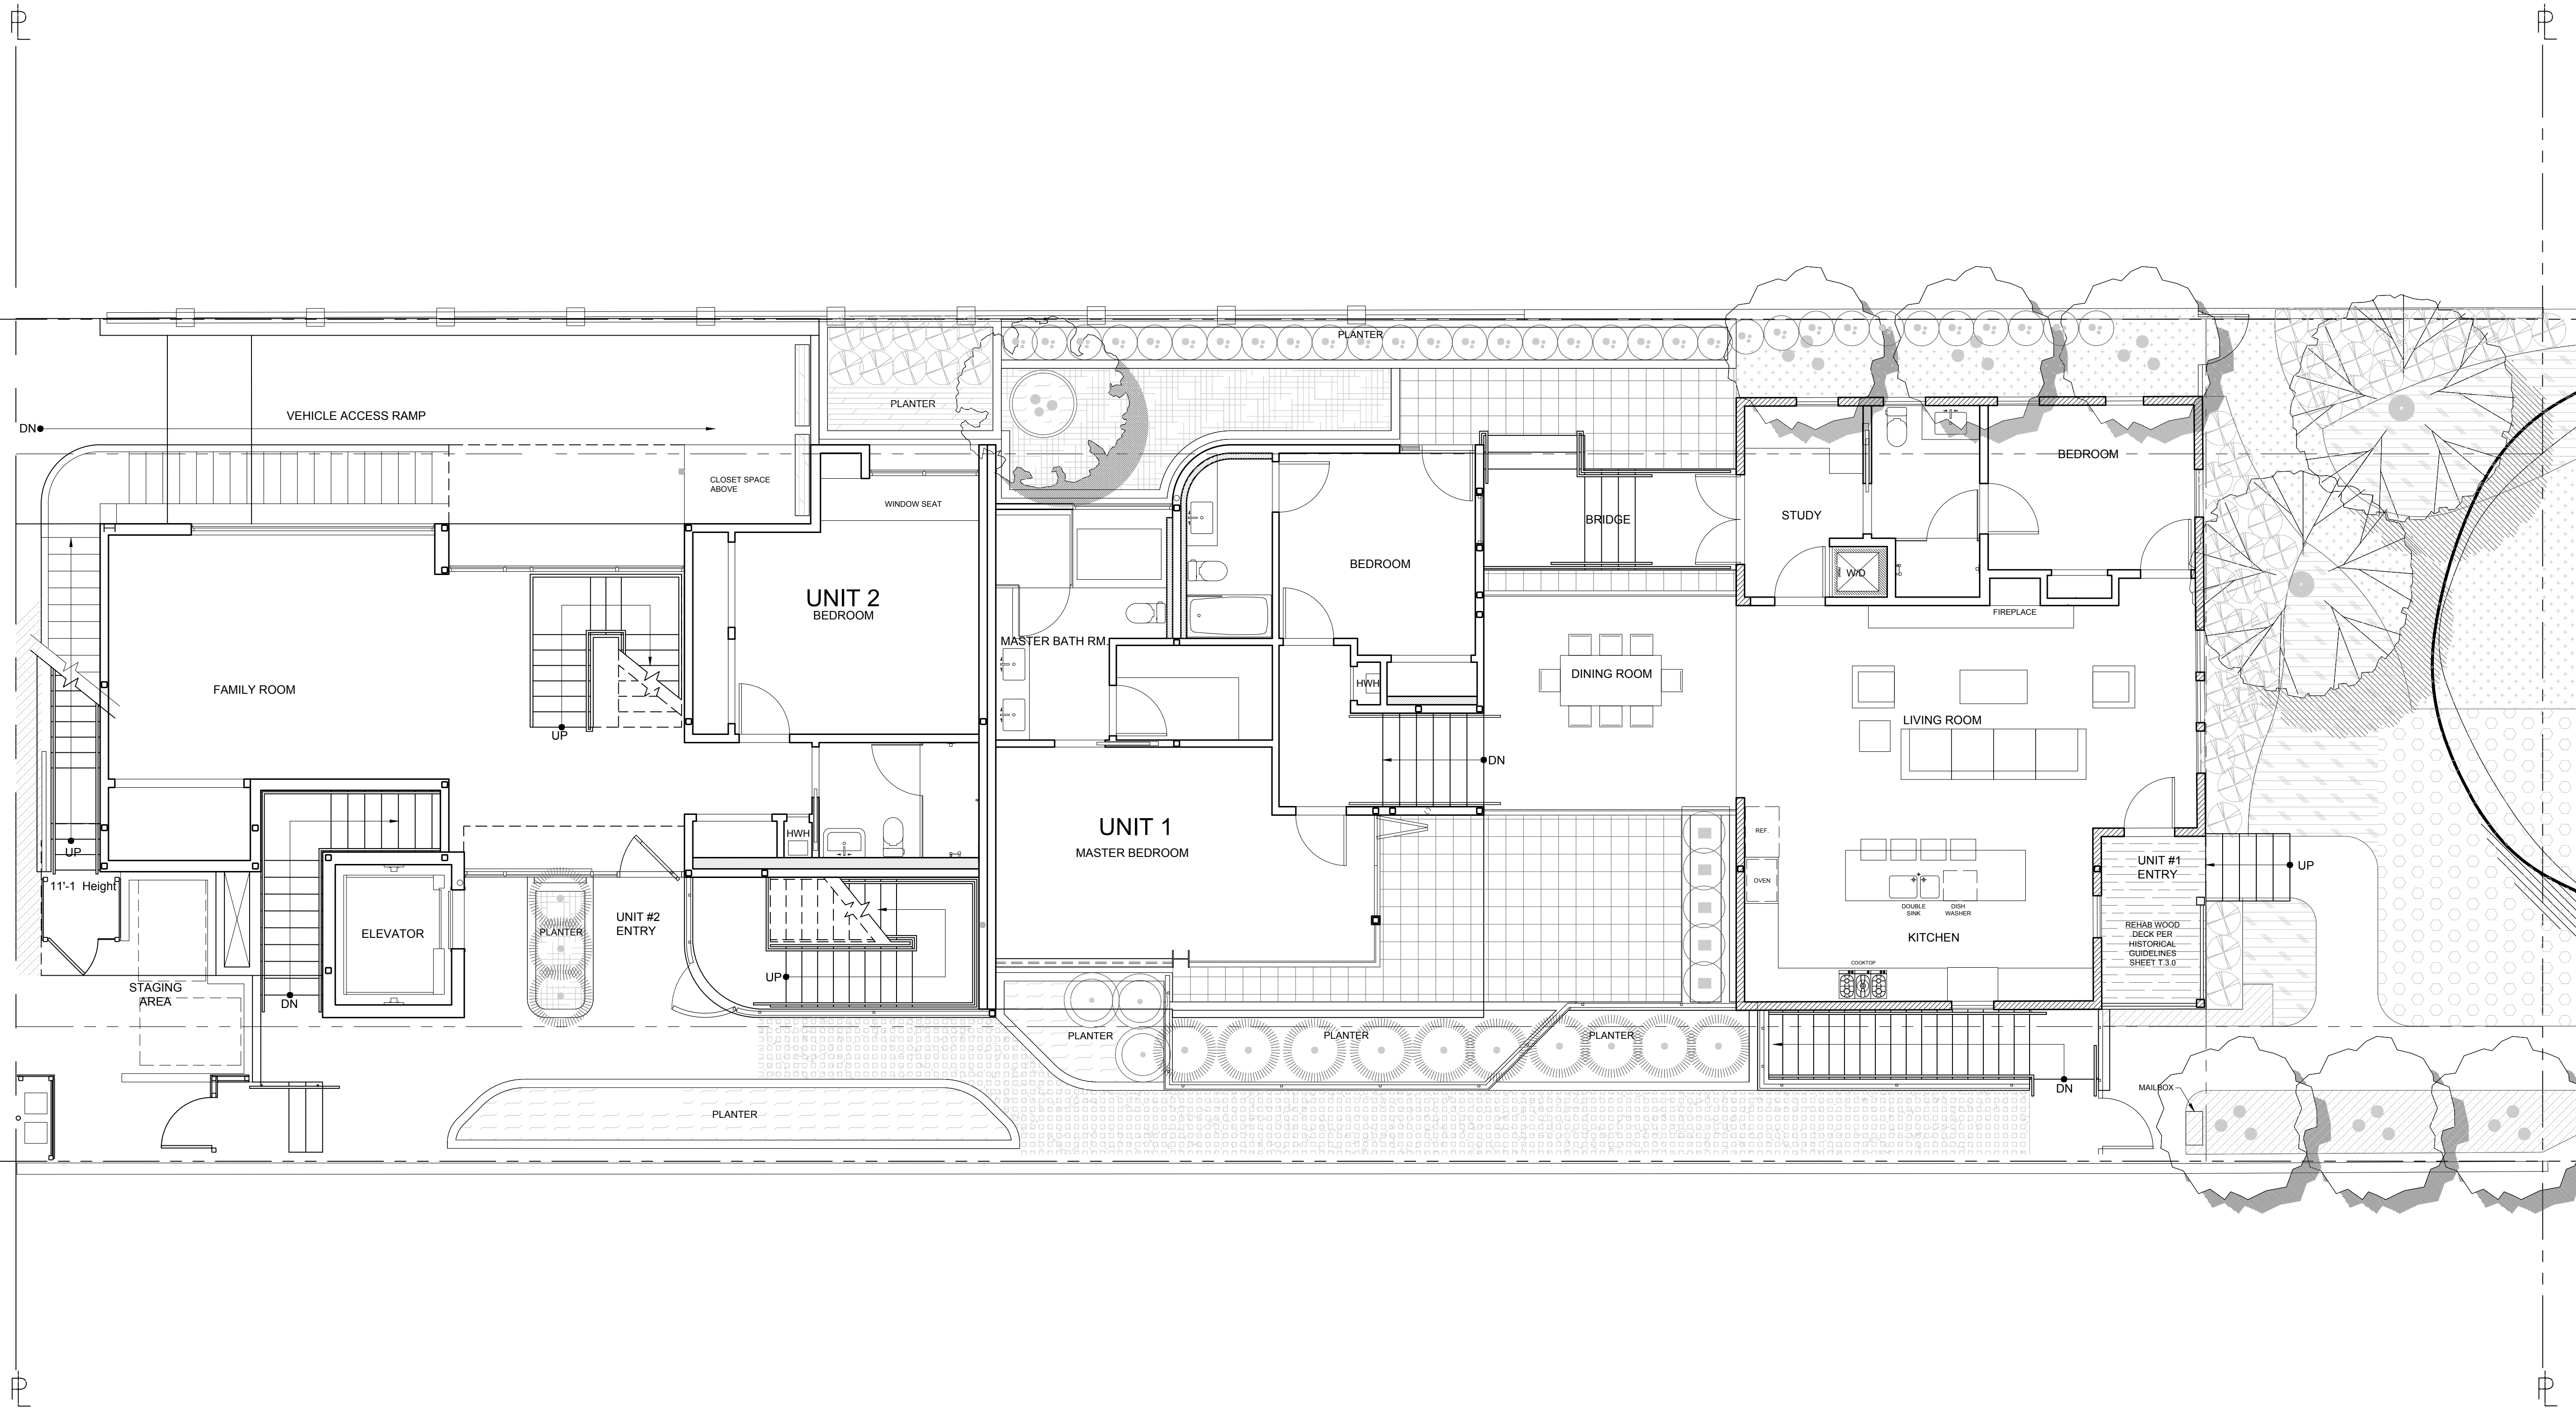 PL
PL
PLANTER
PLANTER
VEHICLE ACCESS RAMP
DN
CLOSET SPACE
ABOVE
WINDOW SEAT
BEDROOM
STUDY
BRIDGE
BEDROOM
W/D
UNIT 2
BEDROOM
FIREPLACE
MASTER BATH RM.
DINING ROOM
HWH
FAMILY ROOM
LIVING ROOM
UP
DN
UNIT 1
MASTER BEDROOM
HWH
REF.
UP
11'-1 Height
UNIT #1
ENTRY
UP
OVEN
DOUBLE
SINK
DISH
WASHER
UNIT #2
ENTRY
PLANTER
ELEVATOR
KITCHEN
REHAB WOOD
DECK PER
HISTORICAL
GUIDELINES
SHEET T.3.0
COOKTOP
UP
STAGING
AREA
DN
PLANTER
PLANTER
PLANTER
DN
MAILBOX
PLANTER
PL
PL